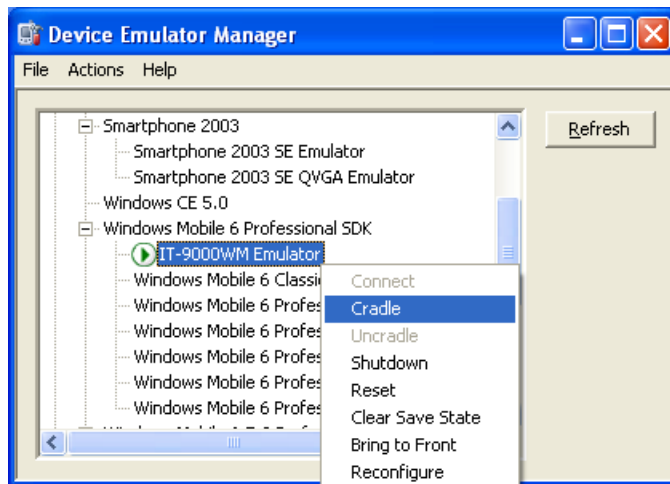 Device Emulator Manager
File Actions Help
Smartphone 2003
Smartphone 2003 SE Emulator
Smartphone 2003 SE QVGA Emulator
Windows CE 5.0
Windows Mobile 6 Professional SDK
IT-9000WM Emulator
Windows Mobile 6 Classi
Windows Mobile 6 Profes
Windows Mobile 6 Profes
Windows Mobile 6 Profes
Windows Mobile 6 Profes
Windows Mobile 6 Profes
Refresh
Connect
Cradle
Uncradle
Shutdown
Reset
Clear Save State
Bring to Front
Reconfigure